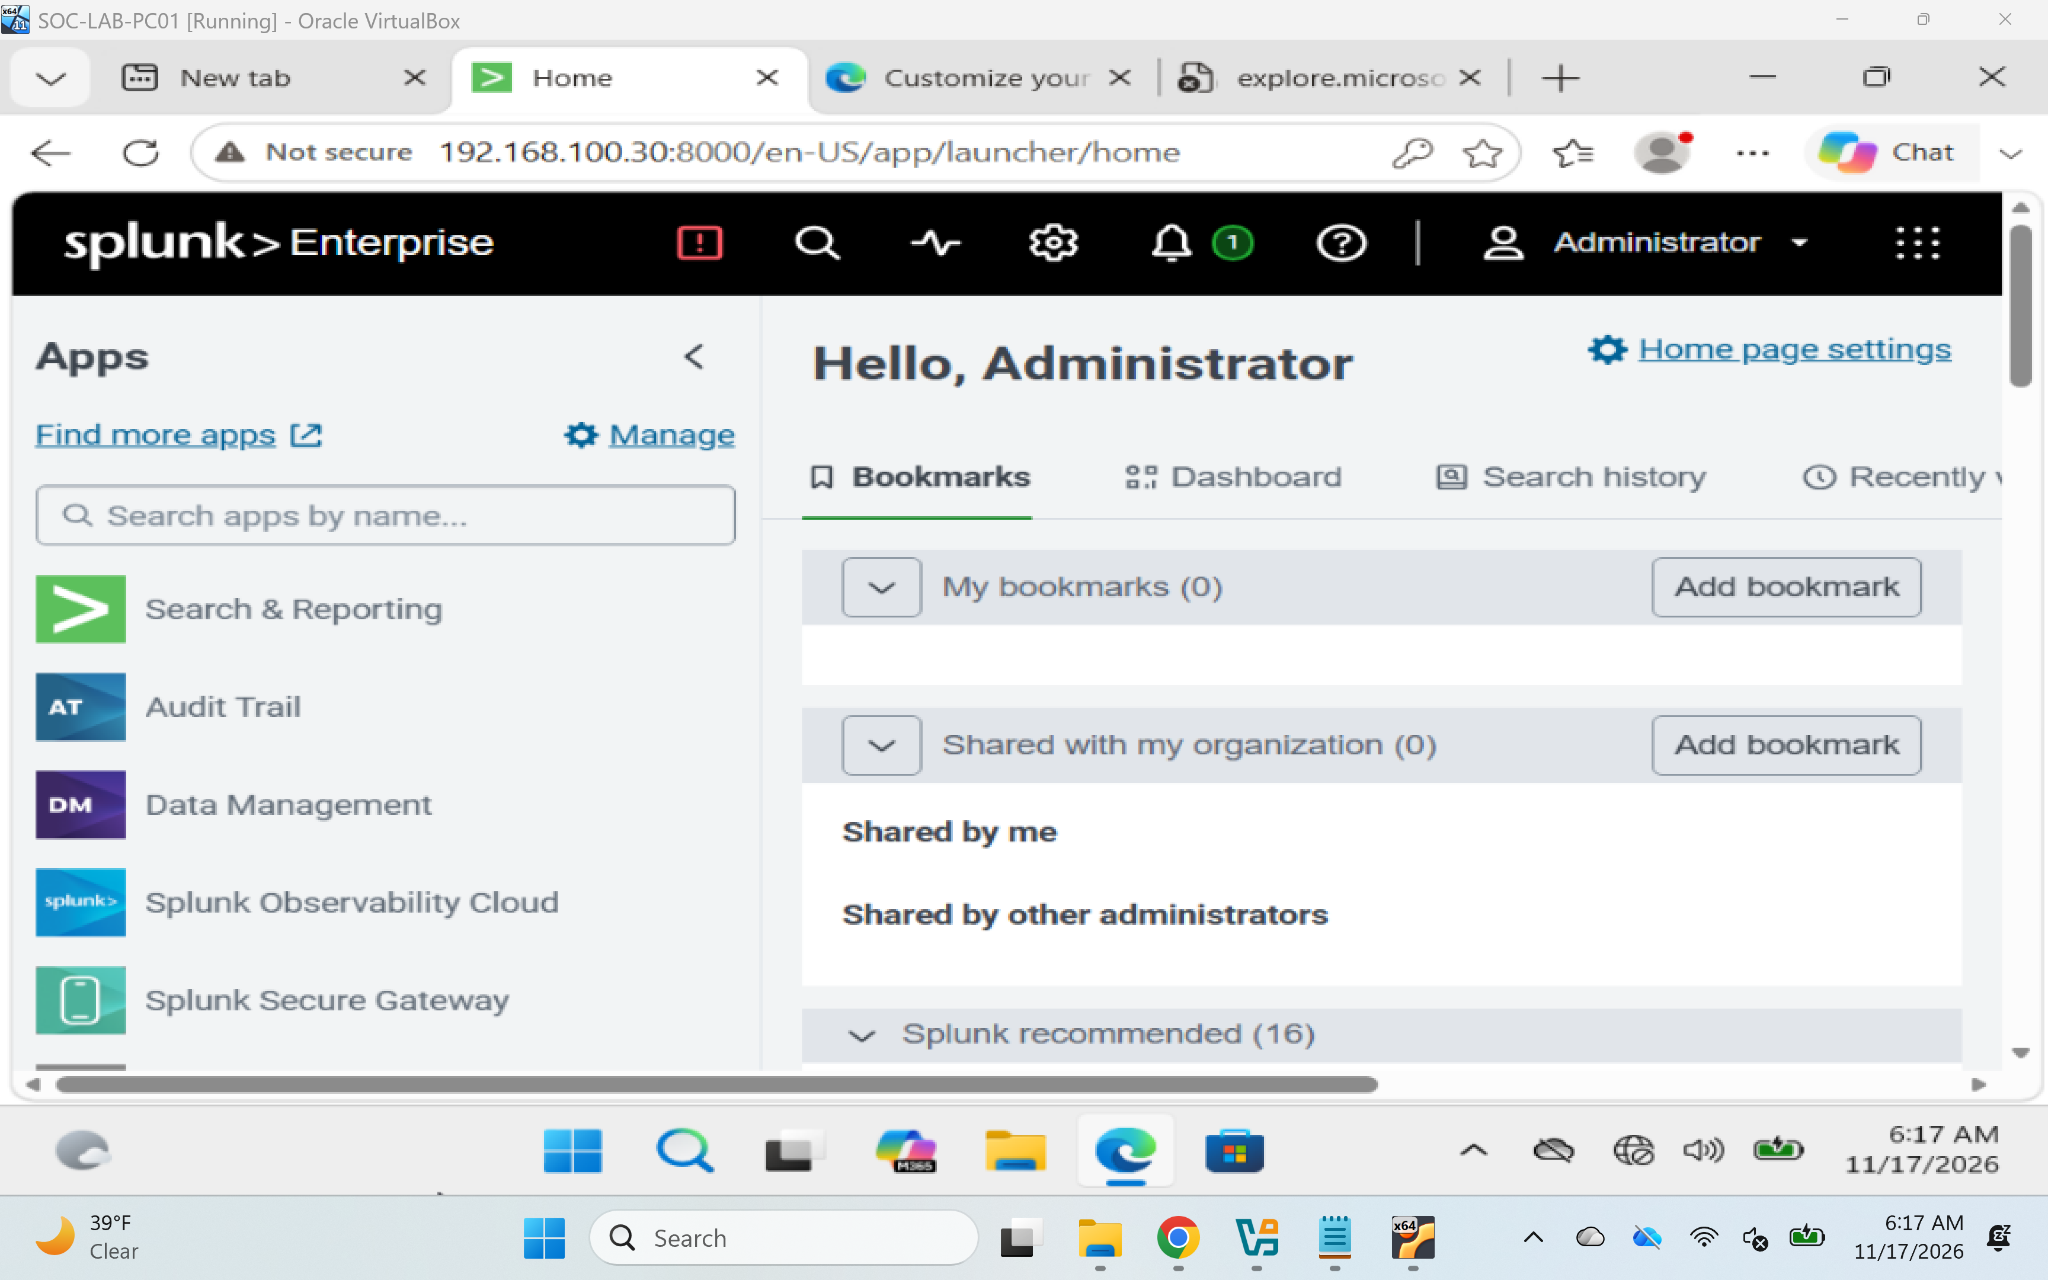 SOC-LAB-PC01 [Running] - Oracle VirtualBox
New tab
Home
Customize your
explore.microso
Not secure 192.168.100.30:8000/en-US/app/launcher/home
Chat
splunk> Enterprise
1
Administrator
Apps
Find more apps
Manage
Search apps by name...
Search & Reporting
AT Audit Trail
DM Data Management
splunk> Splunk Observability Cloud
Splunk Secure Gateway
Hello, Administrator
Home page settings
Bookmarks
Dashboard
Search history
Recently v
My bookmarks (0)
Add bookmark
Shared with my organization (0)
Add bookmark
Shared by me
Shared by other administrators
Splunk recommended (16)
M365
6:17 AM
11/17/2026
39°F
Clear
Search
x64
6:17 AM
11/17/2026